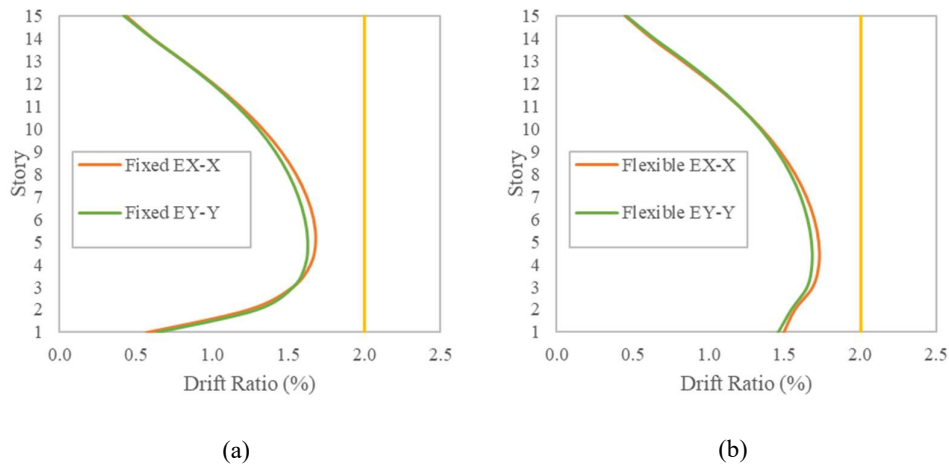 15
14
13
12
11
10
9
8
7
6
5
4
3
2
1
Story
Fixed EX-X
Fixed EY-Y
0.0 0.5 1.0 1.5 2.0 2.5
Drift Ratio (%)
(a)
15
14
13
12
11
10
9
8
7
6
5
4
3
2
1
Story
Flexible EX-X
Flexible EY-Y
0.0 0.5 1.0 1.5 2.0 2.5
Drift Ratio (%)
(b)